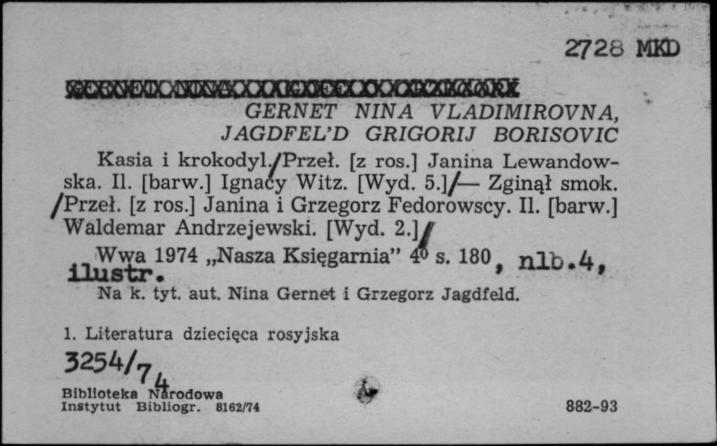 2728 MKD
GERNET NINA VLADIMIROVNA,
JAGDFEL'D GRIGORIJ BORISOVIC
Kasia i krokodyl./Przeł. [z ros.] Janina Lewandow-
ska. Il. [barw.] Ignacy Witz. [Wyd. 5.]/— Zginął smok.
/Przeł. [z ros.] Janina i Grzegorz Fedorowscy. Il. [barw.]
Waldemar Andrzejewski. [Wyd. 2.]/
Wwa 1974 „Nasza Księgarnia” 4⁰ s. 180, nlb.4,
ilustr.
Na k. tyt. aut. Nina Gernet i Grzegorz Jagdfeld.
1. Literatura dziecięca rosyjska
3254/74
Biblioteka Narodowa
Instytut Bibliogr. 8162/74
882-93